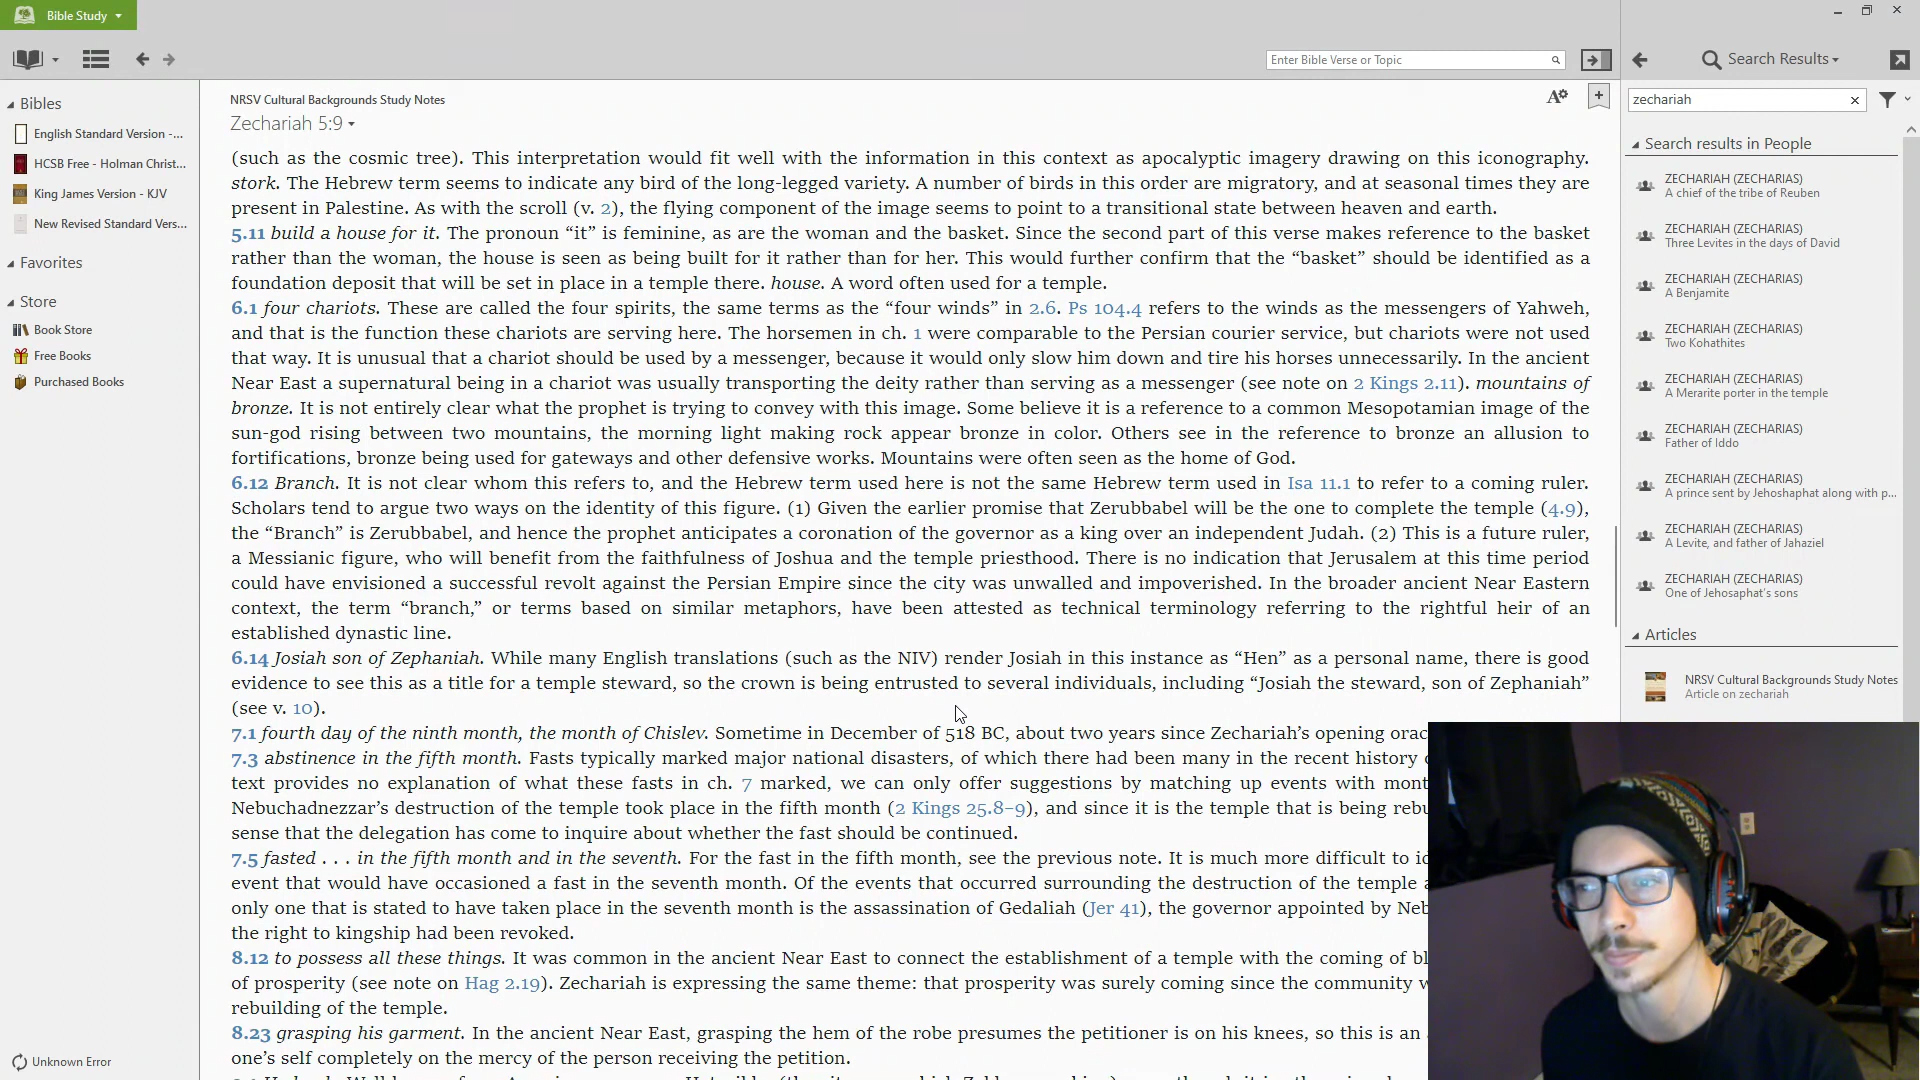 Bible Study
Enter Bible Verse or Topic
Search Results
Bibles
English Standard Version -...
HCSB Free - Holman Christ...
King James Version - KJV
New Revised Standard Vers...
Favorites
Store
Book Store
Free Books
Purchased Books
Unknown Error
NRSV Cultural Backgrounds Study Notes
Zechariah 5:9
(such as the cosmic tree). This interpretation would fit well with the information in this context as apocalyptic imagery drawing on this iconography.
stork. The Hebrew term seems to indicate any bird of the long-legged variety. A number of birds in this order are migratory, and at seasonal times they are
present in Palestine. As with the scroll (v. 2), the flying component of the image seems to point to a transitional state between heaven and earth.
5.11 build a house for it. The pronoun “it” is feminine, as are the woman and the basket. Since the second part of this verse makes reference to the basket
rather than the woman, the house is seen as being built for it rather than for her. This would further confirm that the “basket” should be identified as a
foundation deposit that will be set in place in a temple there. house. A word often used for a temple.
6.1 four chariots. These are called the four spirits, the same terms as the “four winds” in 2.6. Ps 104.4 refers to the winds as the messengers of Yahweh,
and that is the function these chariots are serving here. The horsemen in ch. 1 were comparable to the Persian courier service, but chariots were not used
that way. It is unusual that a chariot should be used by a messenger, because it would only slow him down and tire his horses unnecessarily. In the ancient
Near East a supernatural being in a chariot was usually transporting the deity rather than serving as a messenger (see note on 2 Kings 2.11). mountains of
bronze. It is not entirely clear what the prophet is trying to convey with this image. Some believe it is a reference to a common Mesopotamian image of the
sun-god rising between two mountains, the morning light making rock appear bronze in color. Others see in the reference to bronze an allusion to
fortifications, bronze being used for gateways and other defensive works. Mountains were often seen as the home of God.
6.12 Branch. It is not clear whom this refers to, and the Hebrew term used here is not the same Hebrew term used in Isa 11.1 to refer to a coming ruler.
Scholars tend to argue two ways on the identity of this figure. (1) Given the earlier promise that Zerubbabel will be the one to complete the temple (4.9),
the “Branch” is Zerubbabel, and hence the prophet anticipates a coronation of the governor as a king over an independent Judah. (2) This is a future ruler,
a Messianic figure, who will benefit from the faithfulness of Joshua and the temple priesthood. There is no indication that Jerusalem at this time period
could have envisioned a successful revolt against the Persian Empire since the city was unwalled and impoverished. In the broader ancient Near Eastern
context, the term “branch,” or terms based on similar metaphors, have been attested as technical terminology referring to the rightful heir of an
established dynastic line.
6.14 Josiah son of Zephaniah. While many English translations (such as the NIV) render Josiah in this instance as “Hen” as a personal name, there is good
evidence to see this as a title for a temple steward, so the crown is being entrusted to several individuals, including “Josiah the steward, son of Zephaniah”
(see v. 10).
7.1 fourth day of the ninth month, the month of Chislev. Sometime in December of 518 BC, about two years since Zechariah’s opening
7.3 abstinence in the fifth month. Fasts typically marked major national disasters, of which there had been many in the recent history
text provides no explanation of what these fasts in ch. 7 marked, we can only offer suggestions by matching up events with
Nebuchadnezzar’s destruction of the temple took place in the fifth month (2 Kings 25.8–9), and since it is the temple that is being
sense that the delegation has come to inquire about whether the fast should be continued.
7.5 fasted . . . in the fifth month and in the seventh. For the fast in the fifth month, see the previous note. It is much more difficult to
event that would have occasioned a fast in the seventh month. Of the events that occurred surrounding the destruction of the temple
only one that is stated to have taken place in the seventh month is the assassination of Gedaliah (Jer 41), the governor appointed by
the right to kingship had been revoked.
8.12 to possess all these things. It was common in the ancient Near East to connect the establishment of a temple with the coming of
of prosperity (see note on Hag 2.19). Zechariah is expressing the same theme: that prosperity was surely coming since the community
rebuilding of the temple.
8.23 grasping his garment. In the ancient Near East, grasping the hem of the robe presumes the petitioner is on his knees, so this is an
one’s self completely on the mercy of the person receiving the petition.
zechariah
Search results in People
ZECHARIAH (ZECHARIAS)
A chief of the tribe of Reuben
ZECHARIAH (ZECHARIAS)
Three Levites in the days of David
ZECHARIAH (ZECHARIAS)
A Benjamite
ZECHARIAH (ZECHARIAS)
Two Kohathites
ZECHARIAH (ZECHARIAS)
A Merarite porter in the temple
ZECHARIAH (ZECHARIAS)
Father of Iddo
ZECHARIAH (ZECHARIAS)
A prince sent by Jehoshaphat along with p...
ZECHARIAH (ZECHARIAS)
A Levite, and father of Jahaziel
ZECHARIAH (ZECHARIAS)
One of Jehosaphat's sons
Articles
NRSV Cultural Backgrounds Study Notes
Article on zechariah